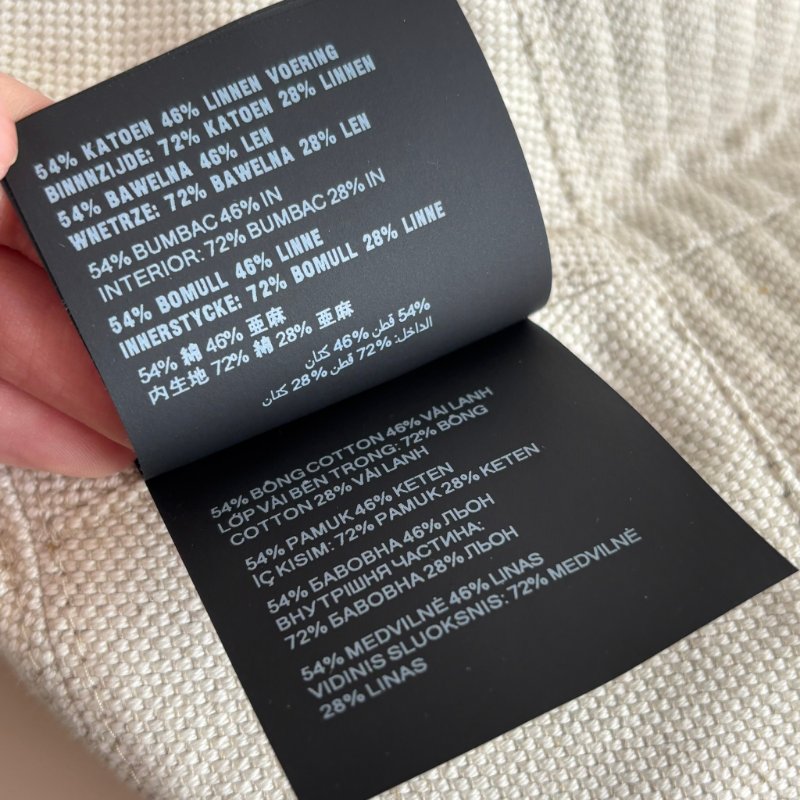 54% KATOEN 46% LINNEN VOERING
BINNNZIJDE: 72% KATOEN 28% LINNEN
54% BAWELNA 46% LEN
WNETRZE: 72% BAWELNA 28% LEN
54% BUMBAC 46% IN
INTERIOR: 72% BUMBAC 28% IN
54% BOMULL 46% LINNE
INNERSTYCKE: 72% BOMULL 28% LINNE
54% 綿 46% 亜麻
内生地 72% 綿 28% 亜麻
54% قطن 46% كتان
الداخل: 72% قطن 28% كتان
54% BÔNG COTTON 46% VẢI LANH
LỚP VẢI BÊN TRONG: 72% BÔNG
COTTON 28% VẢI LANH
54% PAMUK 46% KETEN
IÇ KISIM: 72% PAMUK 28% KETEN
54% БАВОВНА 46% ЛЬОН
ВНУТРІШНЯ ЧАСТИНА:
72% БАВОВНА 28% ЛЬОН
54% MEDVILNĖ 46% LINAS
VIDINIS SLUOKSNIS: 72% MEDVILNĖ
28% LINAS